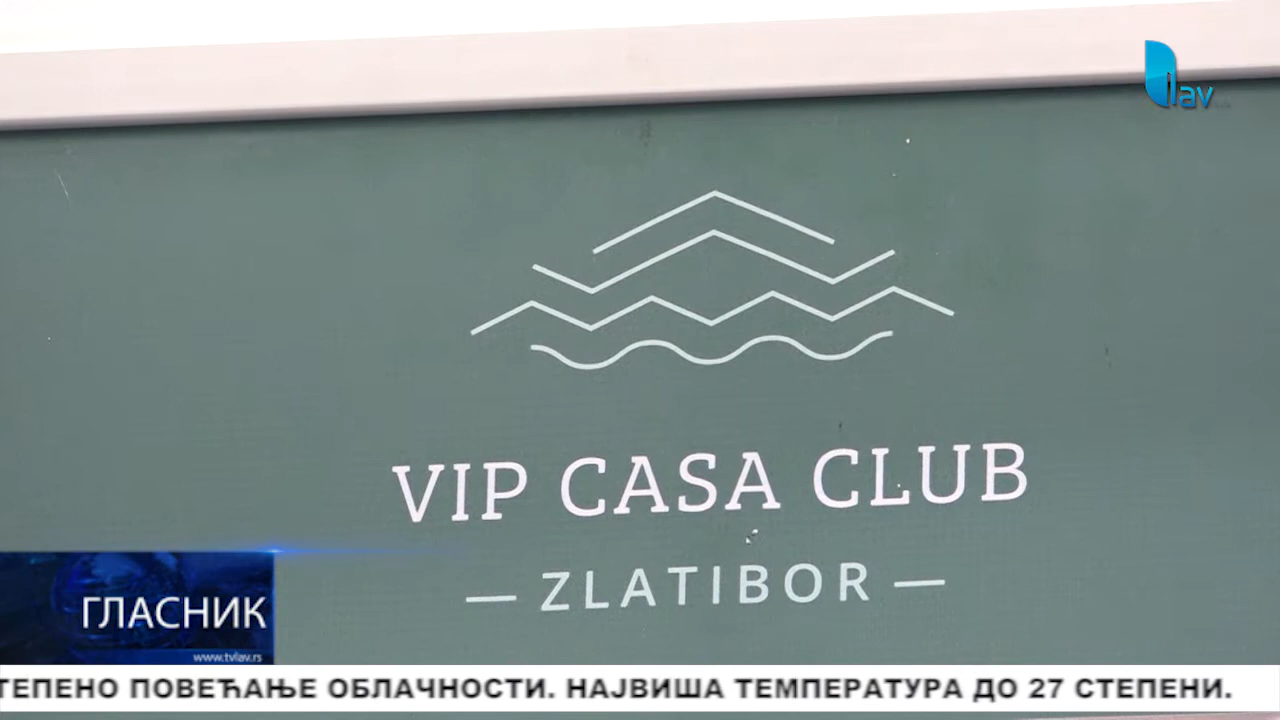 lav
VIP CASA CLUB
— ZLATIBOR —
ГЛАСНИК
www.tvlav.rs
ТЕПЕНО ПОВЕЋАЊЕ ОБЛАЧНОСТИ. НАЈВИША ТЕМПЕРАТУРА ДО 27 СТЕПЕНИ.